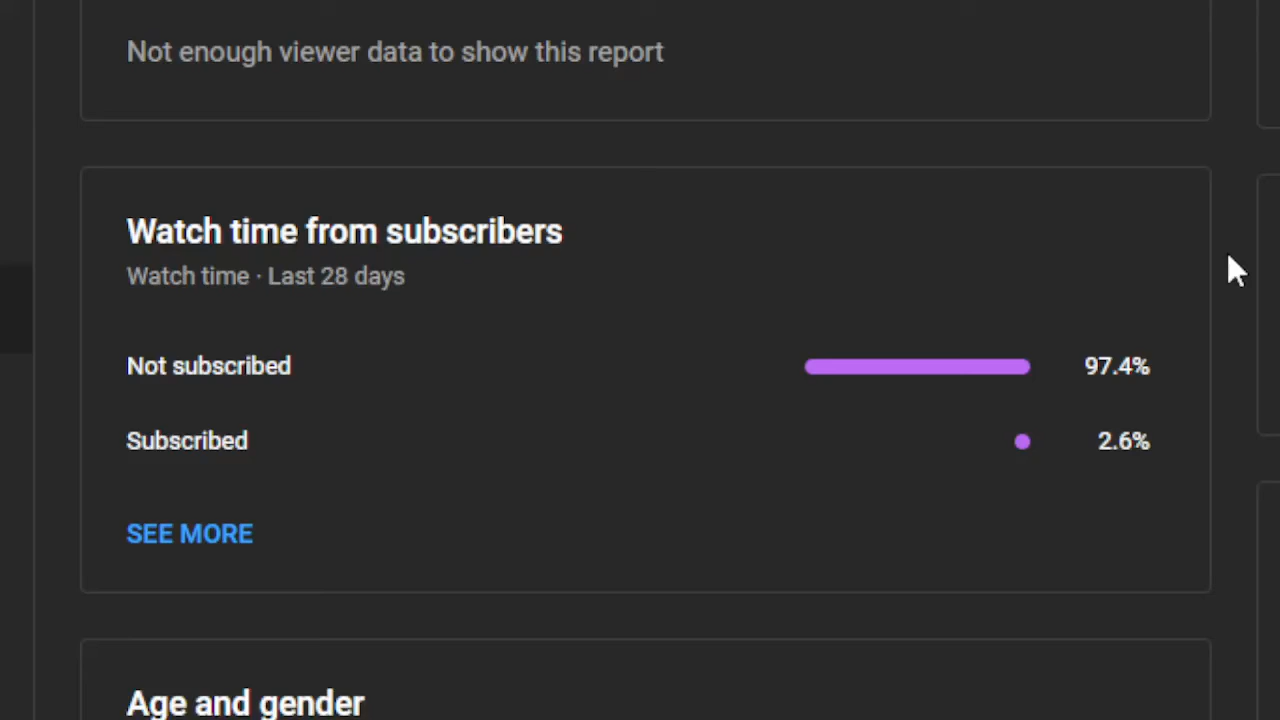 Not enough viewer data to show this report
Watch time from subscribers
Watch time · Last 28 days
Not subscribed 97.4%
Subscribed 2.6%
SEE MORE
Age and gender